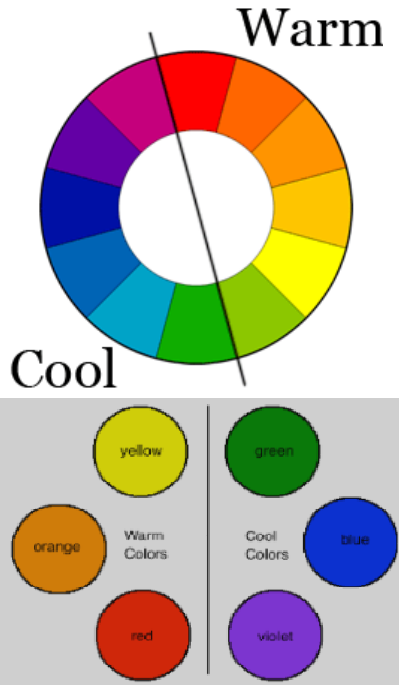 Warm
Cool
yellow
green
orange
Warm
Colors
Cool
Colors
blue
red
violet